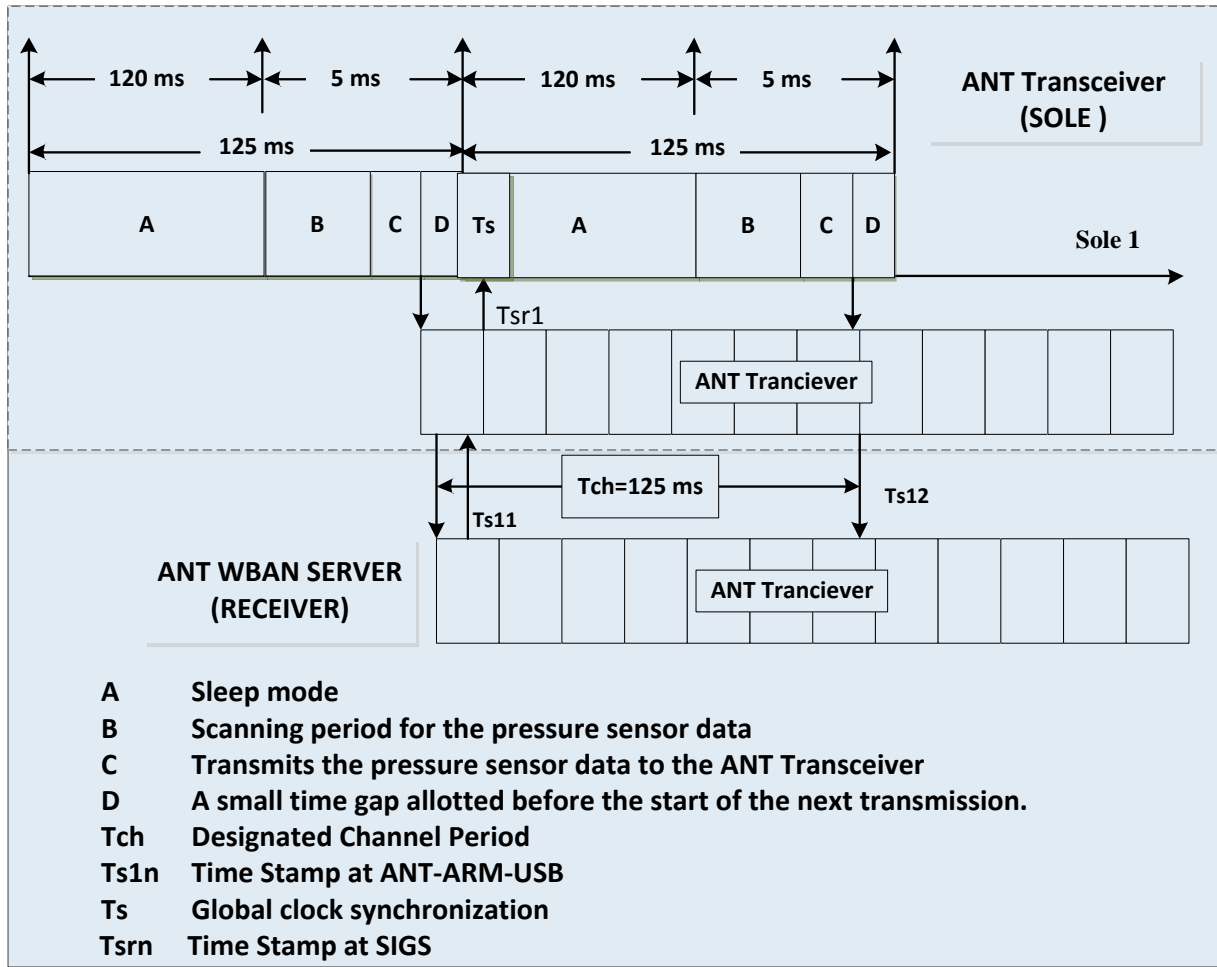 120 ms 5 ms 120 ms 5 ms
ANT Transceiver
(SOLE )
125 ms 125 ms
A B C D Ts A B C D
Sole 1
Tsr1
ANT Tranciever
Tch=125 ms
Ts12
Ts11
ANT WBAN SERVER
(RECEIVER)
ANT Tranciever
A Sleep mode
B Scanning period for the pressure sensor data
C Transmits the pressure sensor data to the ANT Transceiver
D A small time gap allotted before the start of the next transmission.
Tch Designated Channel Period
Ts1n Time Stamp at ANT-ARM-USB
Ts Global clock synchronization
Tsrn Time Stamp at SIGS